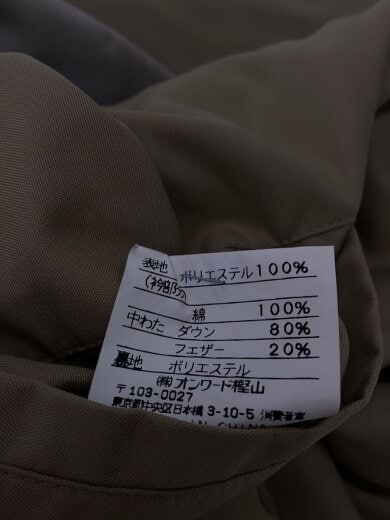 表地 ポリエステル100%
(衿部分)
綿 100%
中わた ダウン 80%
フェザー 20%
裏地 ポリエステル
(株)オンワード樫山
〒103-0027
東京都中央区日本橋3-10-5 消費者室
IN CHINA